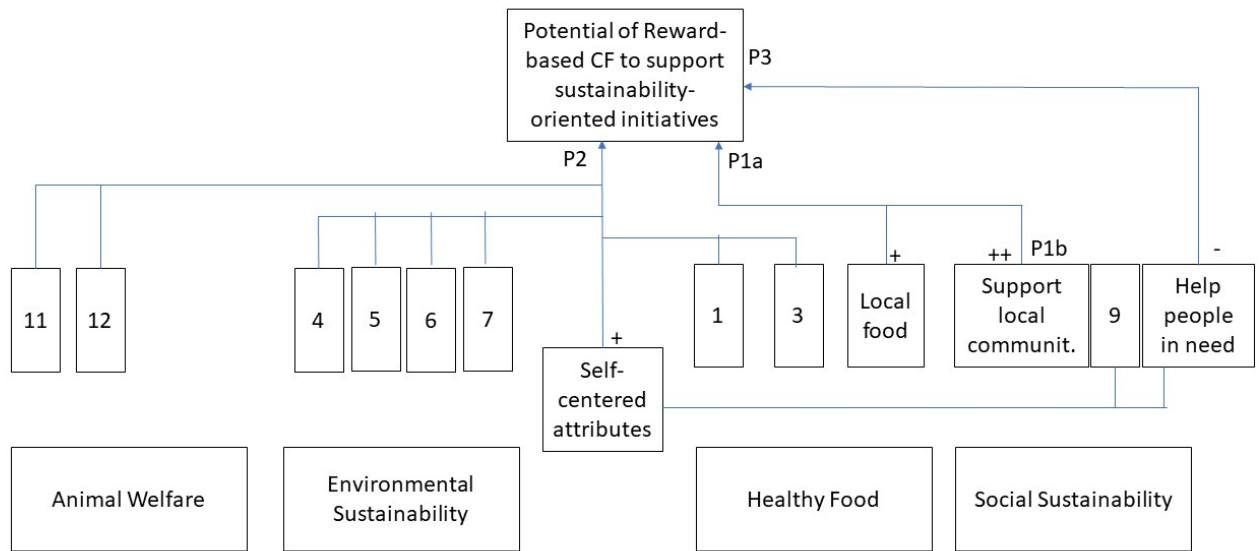 Potential of Reward-
based CF to support
sustainability-
oriented initiatives
P3
P2
P1a
P1b
+
++
-
11
12
4
5
6
7
1
3
Local
food
Support
local
communit.
9
Help
people
in need
+
Self-
centered
attributes
Animal Welfare
Environmental
Sustainability
Healthy Food
Social Sustainability